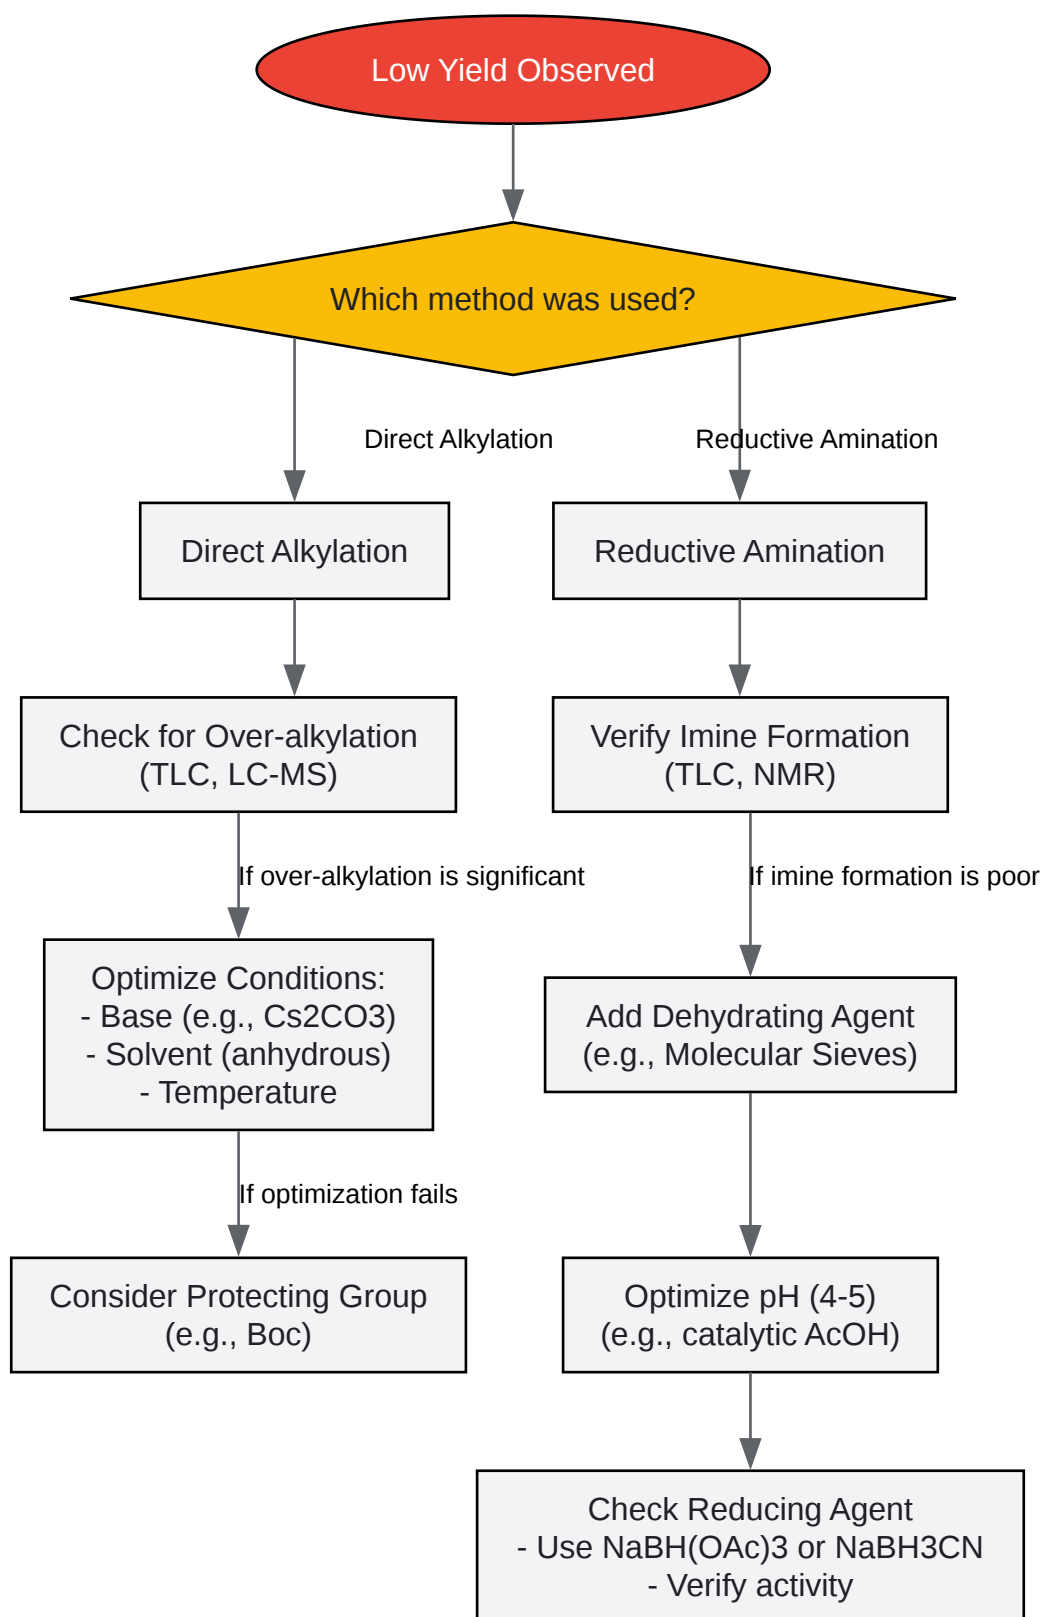 Low Yield Observed
Which method was used?
Direct Alkylation
Reductive Amination
Direct Alkylation
Reductive Amination
Check for Over-alkylation
(TLC, LC-MS)
Verify Imine Formation
(TLC, NMR)
If over-alkylation is significant
If imine formation is poor
Optimize Conditions:
- Base (e.g., Cs2CO3)
- Solvent (anhydrous)
- Temperature
Add Dehydrating Agent
(e.g., Molecular Sieves)
If optimization fails
Consider Protecting Group
(e.g., Boc)
Optimize pH (4-5)
(e.g., catalytic AcOH)
Check Reducing Agent
- Use NaBH(OAc)3 or NaBH3CN
- Verify activity